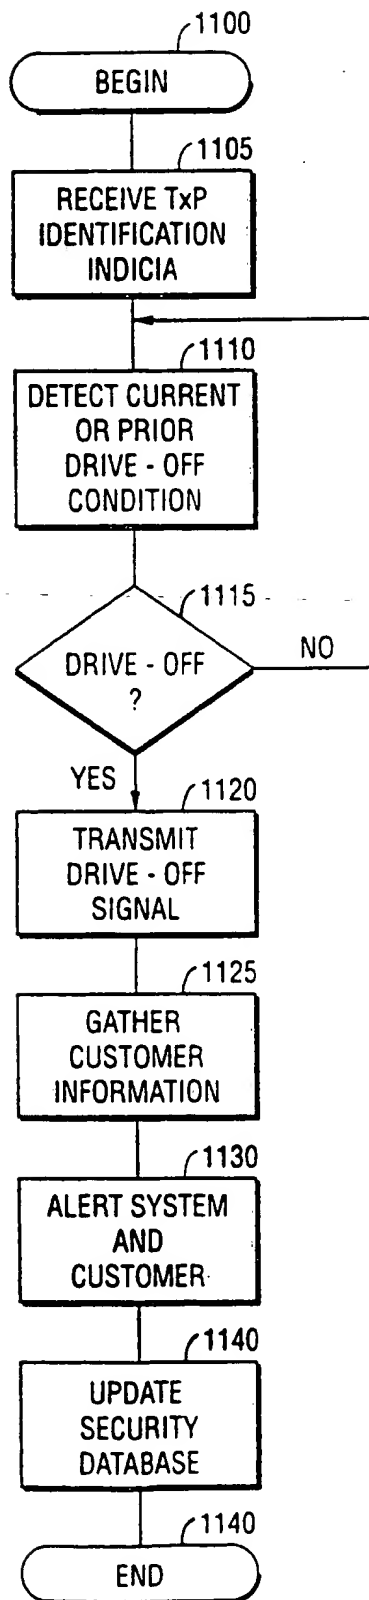 1100
BEGIN
1105
RECEIVE TxP
IDENTIFICATION
INDICIA
1110
DETECT CURRENT
OR PRIOR
DRIVE - OFF
CONDITION
1115
DRIVE - OFF
?
NO
YES
1120
TRANSMIT
DRIVE - OFF
SIGNAL
1125
GATHER
CUSTOMER
INFORMATION
1130
ALERT SYSTEM
AND
CUSTOMER
1140
UPDATE
SECURITY
DATABASE
1140
END